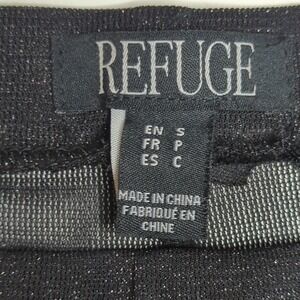 REFUGE
EN S
FR P
ES C
MADE IN CHINA
FABRIQUÉ EN
CHINE